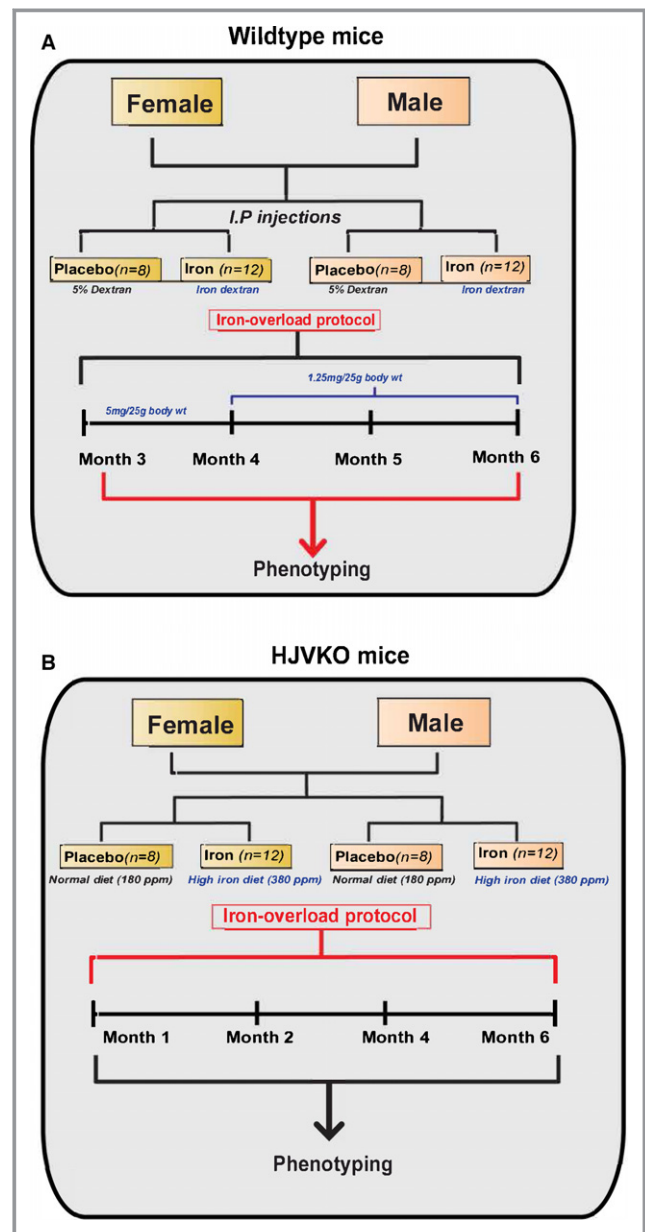 A
Wildtype mice
Female Male
I.P injections
Placebo(n=8) Iron (n=12) Placebo(n=8) Iron (n=12)
5% Dextran Iron dextran 5% Dextran Iron dextran
Iron-overload protocol
1.25mg/25g body wt
5mg/25g body wt
Month 3 Month 4 Month 5 Month 6
Phenotyping
B
HJVKO mice
Female Male
Placebo(n=8) Iron (n=12) Placebo(n=8) Iron (n=12)
Normal diet (180 ppm) High iron diet (380 ppm) Normal diet (180 ppm) High iron diet (380 ppm)
Iron-overload protocol
Month 1 Month 2 Month 4 Month 6
Phenotyping